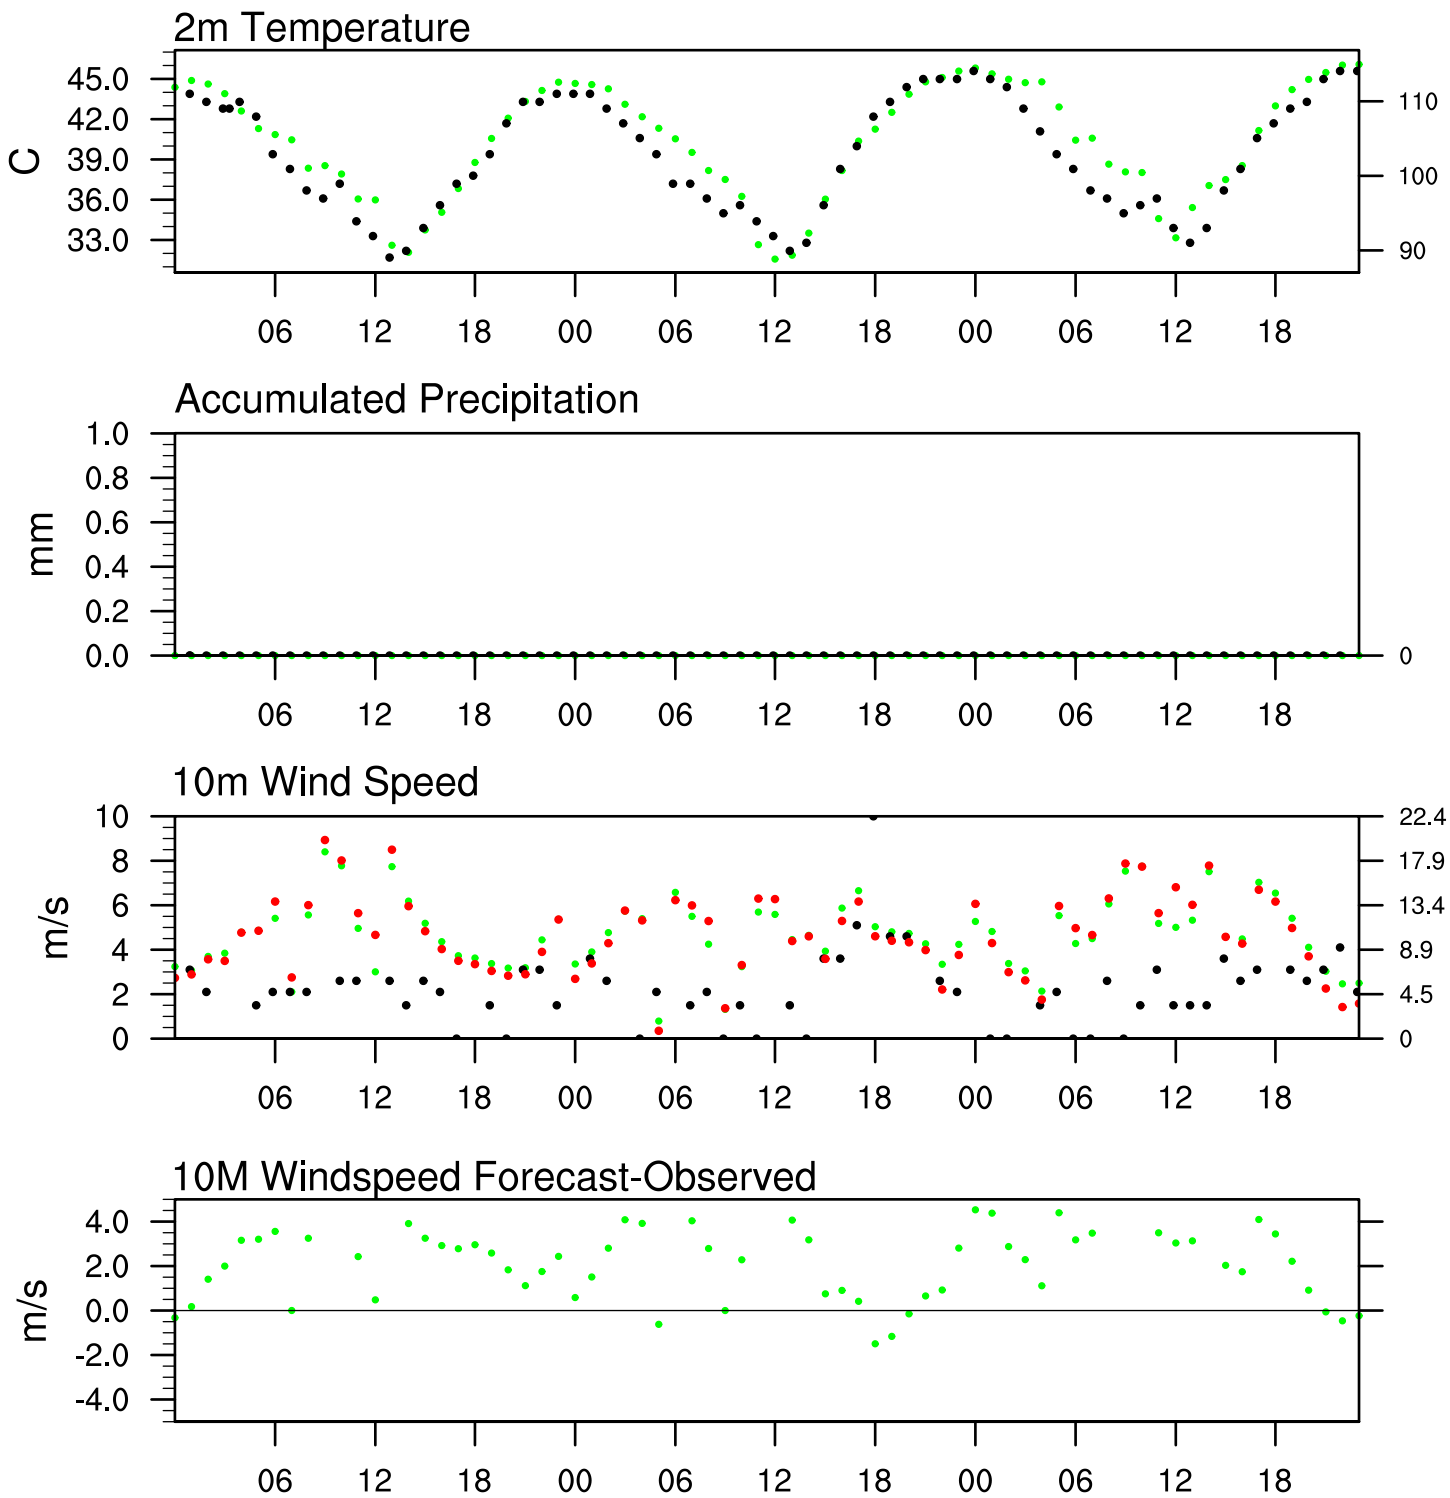 2m Temperature
45.0
42.0
39.0
36.0
33.0
C
110
100
90
06 12 18 00 06 12 18 00 06 12 18
Accumulated Precipitation
1.0
0.8
0.6
0.4
0.2
0.0
mm
0
06 12 18 00 06 12 18 00 06 12 18
10m Wind Speed
10
8
6
4
2
0
m/s
22.4
17.9
13.4
8.9
4.5
0
06 12 18 00 06 12 18 00 06 12 18
10M Windspeed Forecast-Observed
4.0
2.0
0.0
-2.0
-4.0
m/s
06 12 18 00 06 12 18 00 06 12 18